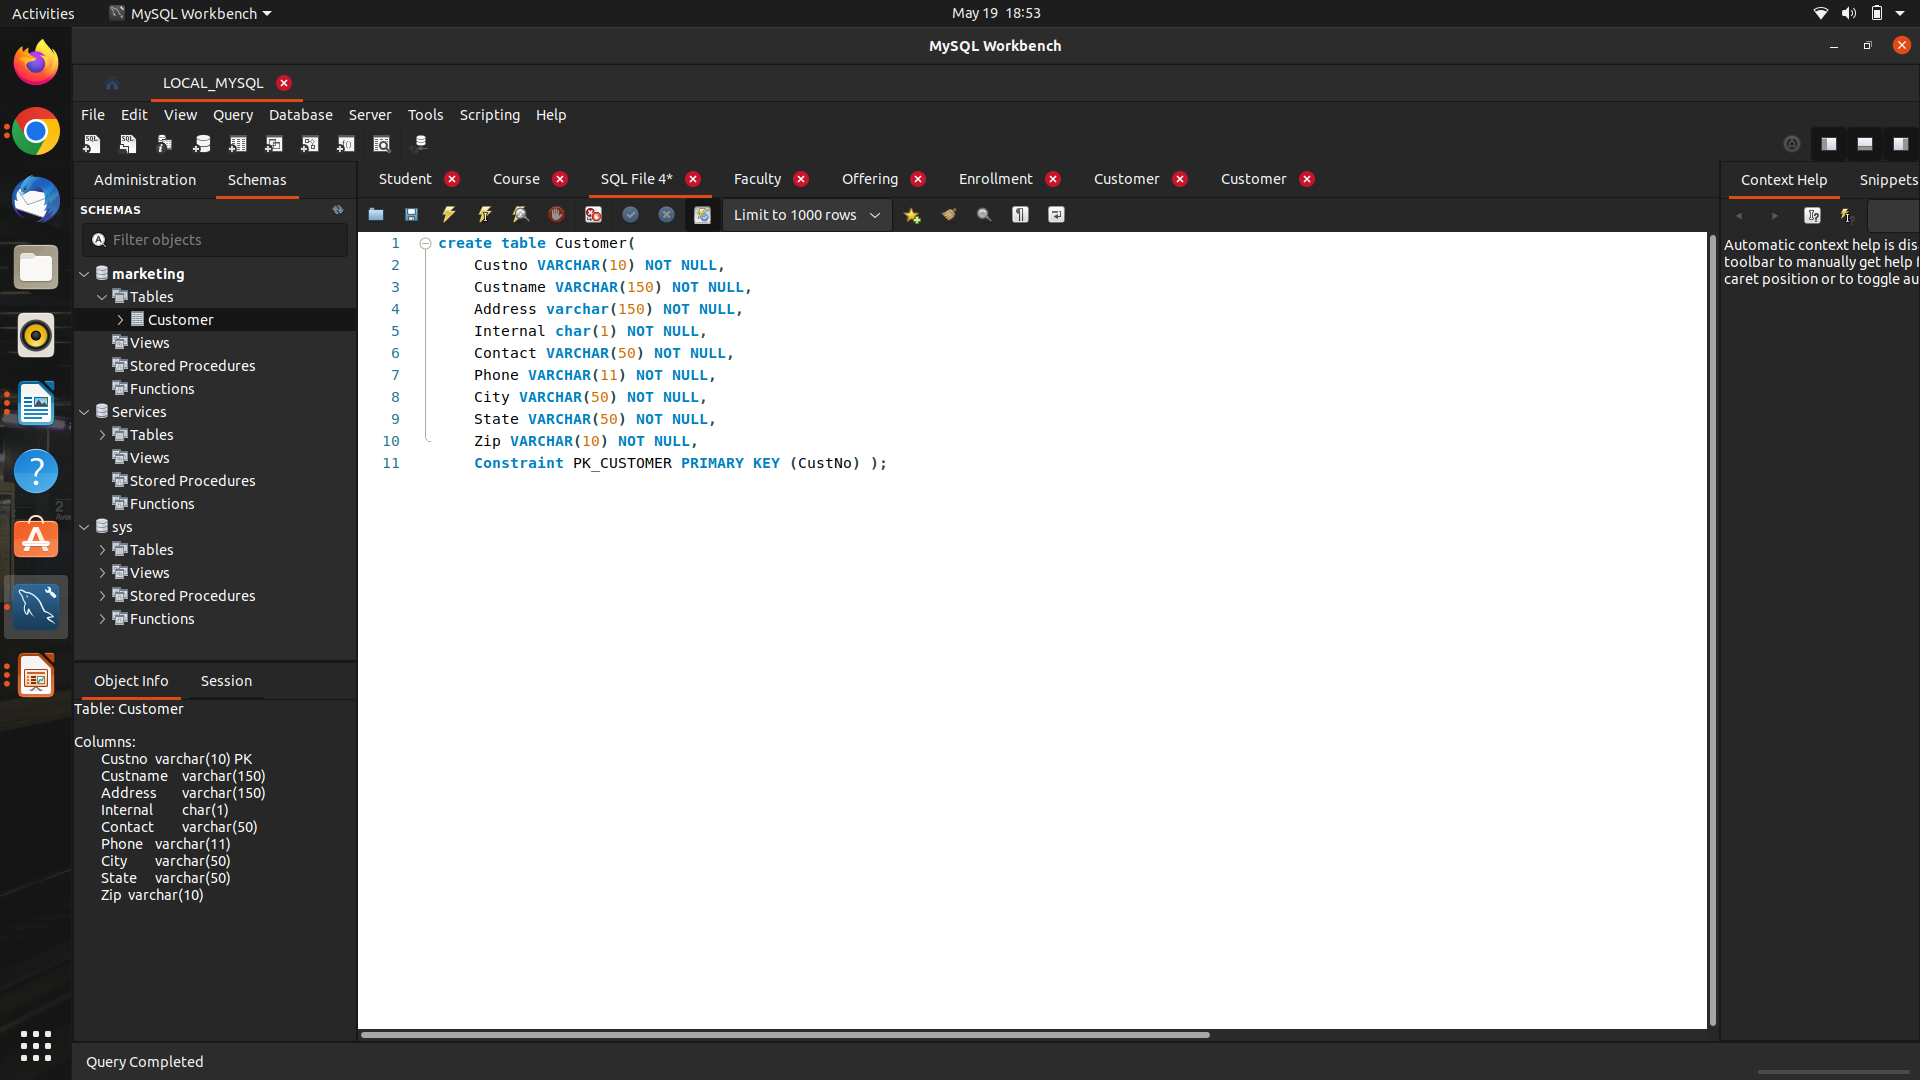 Activities MySQL Workbench May 19 18:53
MySQL Workbench
LOCAL_MYSQL
File Edit View Query Database Server Tools Scripting Help
Administration Schemas
SCHEMAS
Filter objects
marketing
Tables
Customer
Views
Stored Procedures
Functions
Services
Tables
Views
Stored Procedures
Functions
sys
Tables
Views
Stored Procedures
Functions
Object Info Session
Table: Customer
Columns:
Custno varchar(10) PK
Custname varchar(150)
Address varchar(150)
Internal char(1)
Contact varchar(50)
Phone varchar(11)
City varchar(50)
State varchar(50)
Zip varchar(10)
Student Course SQL File 4* Faculty Offering Enrollment Customer Customer
Limit to 1000 rows
1 create table Customer(
2 Custno VARCHAR(10) NOT NULL,
3 Custname VARCHAR(150) NOT NULL,
4 Address varchar(150) NOT NULL,
5 Internal char(1) NOT NULL,
6 Contact VARCHAR(50) NOT NULL,
7 Phone VARCHAR(11) NOT NULL,
8 City VARCHAR(50) NOT NULL,
9 State VARCHAR(50) NOT NULL,
10 Zip VARCHAR(10) NOT NULL,
11 Constraint PK_CUSTOMER PRIMARY KEY (CustNo) );
Context Help Snippets
Automatic context help is dis
toolbar to manually get help f
caret position or to toggle au
Query Completed